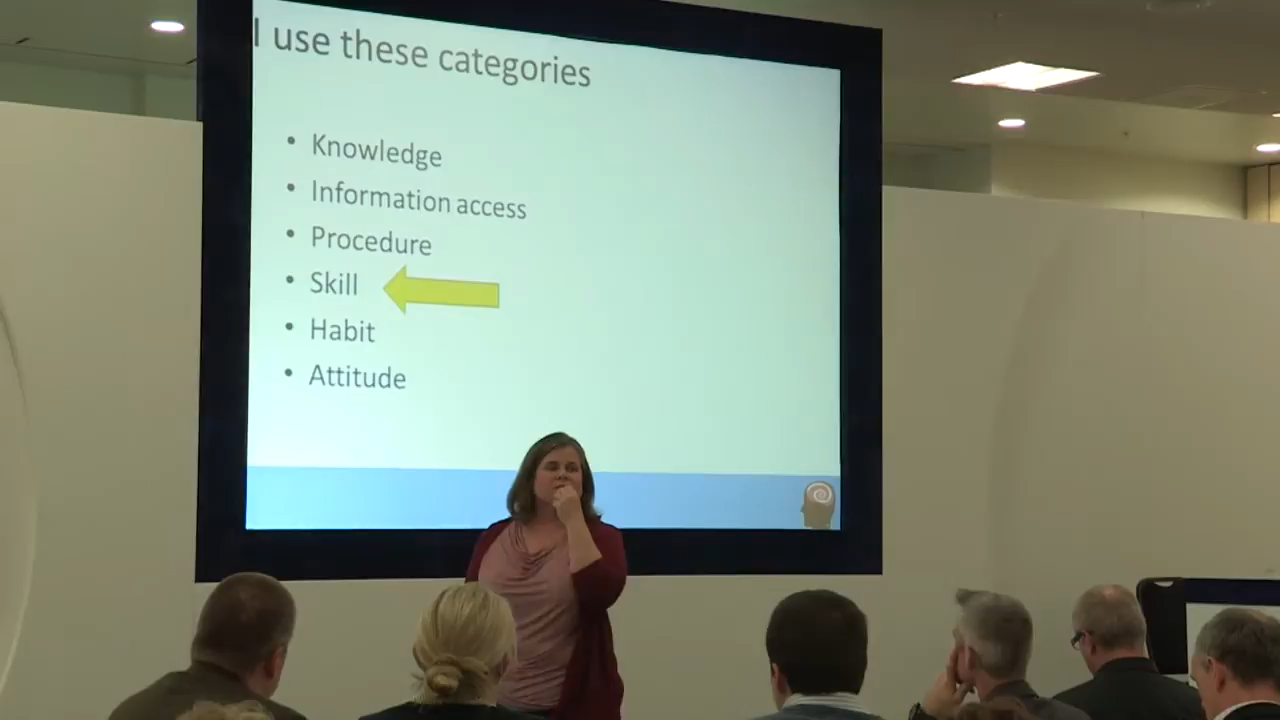 I use these categories
• Knowledge
• Information access
• Procedure
• Skill
• Habit
• Attitude